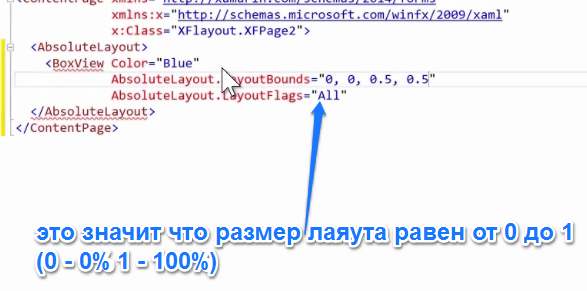 <ContentPage xmlns="http://xamarin.com/schemas/2014/forms"
xmlns:x="http://schemas.microsoft.com/winfx/2009/xaml"
x:Class="XFlayout.XFPage2">
<AbsoluteLayout>
<BoxView Color="Blue"
AbsoluteLayout.LayoutBounds="0, 0, 0.5, 0.5"
AbsoluteLayout.LayoutFlags="All"
</AbsoluteLayout>
</ContentPage>
это значит что размер лаяута равен от 0 до 1
(0 - 0% 1 - 100%)